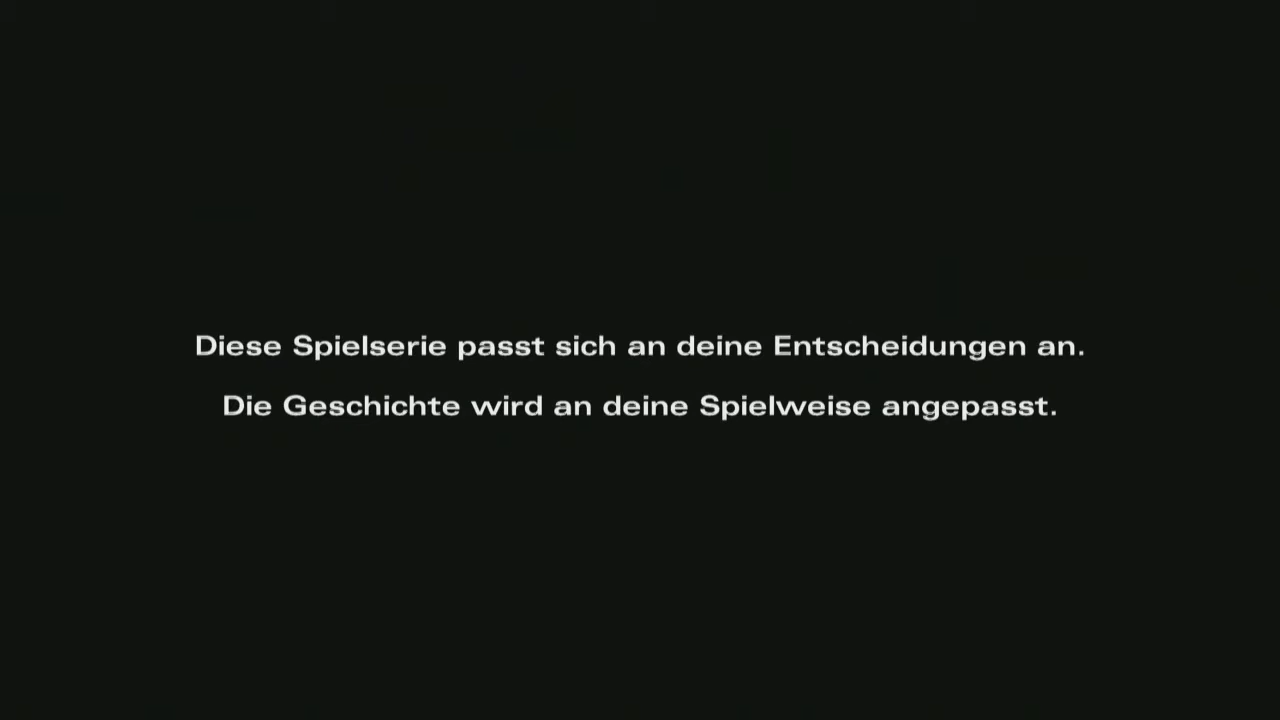 Diese Spielserie passt sich an deine Entscheidungen an.
Die Geschichte wird an deine Spielweise angepasst.